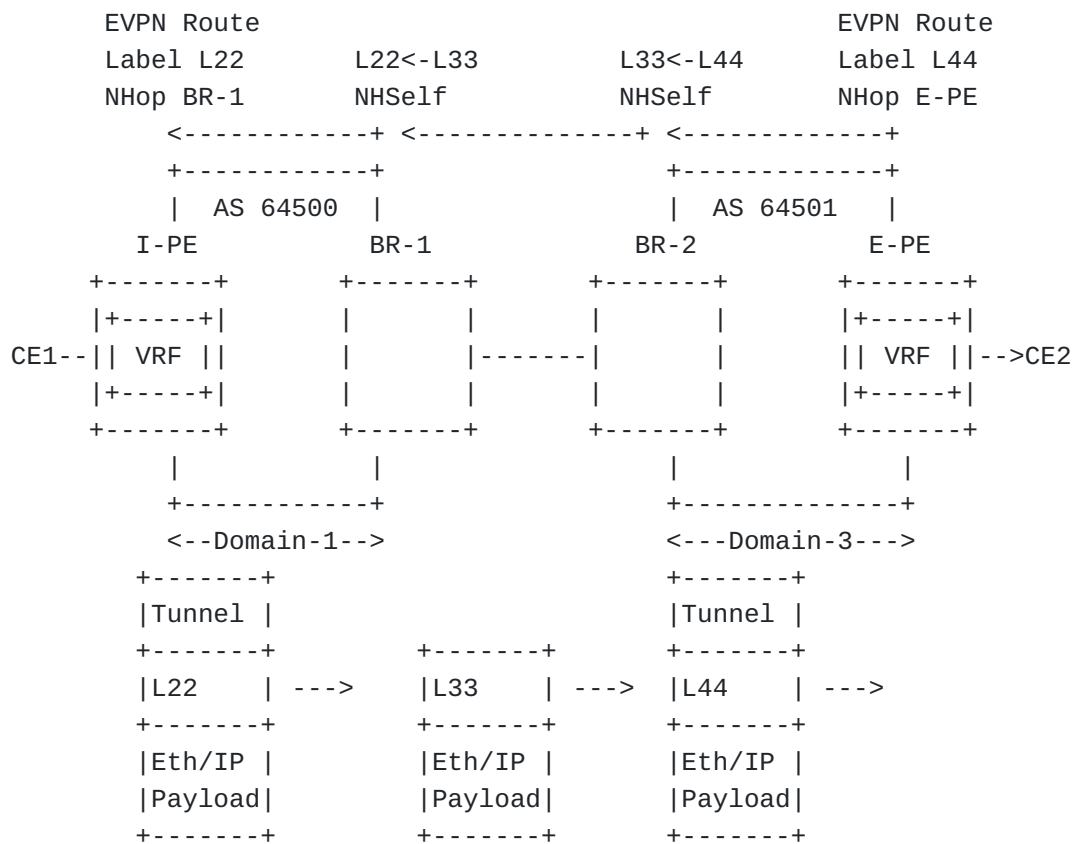 EVPN Route                                     EVPN Route
      Label L22       L22<-L33         L33<-L44      Label L44
      NHop BR-1       NHSelf           NHSelf        NHop E-PE
          <------------+ <--------------+ <-------------+
          +------------+                  +-------------+
          |  AS 64500  |                  |  AS 64501   |
        I-PE           BR-1             BR-2           E-PE
     +-------+       +-------+       +-------+       +-------+
     |+-----+|       |       |       |       |       |+-----+|
CE1--|| VRF ||       |       |-------|       |       || VRF ||-->CE2
     |+-----+|       |       |       |       |       |+-----+|
     +-------+       +-------+       +-------+       +-------+
          |            |                  |              |
          +------------+                  +--------------+
          <--Domain-1-->                  <---Domain-3--->
        +-------+                         +-------+
        |Tunnel |                         |Tunnel |
        +-------+         +-------+       +-------+
        |L22    | --->    |L33    | --->  |L44    | --->
        +-------+         +-------+       +-------+
        |Eth/IP |         |Eth/IP |       |Eth/IP |
        |Payload|         |Payload|       |Payload|
        +-------+         +-------+       +-------+